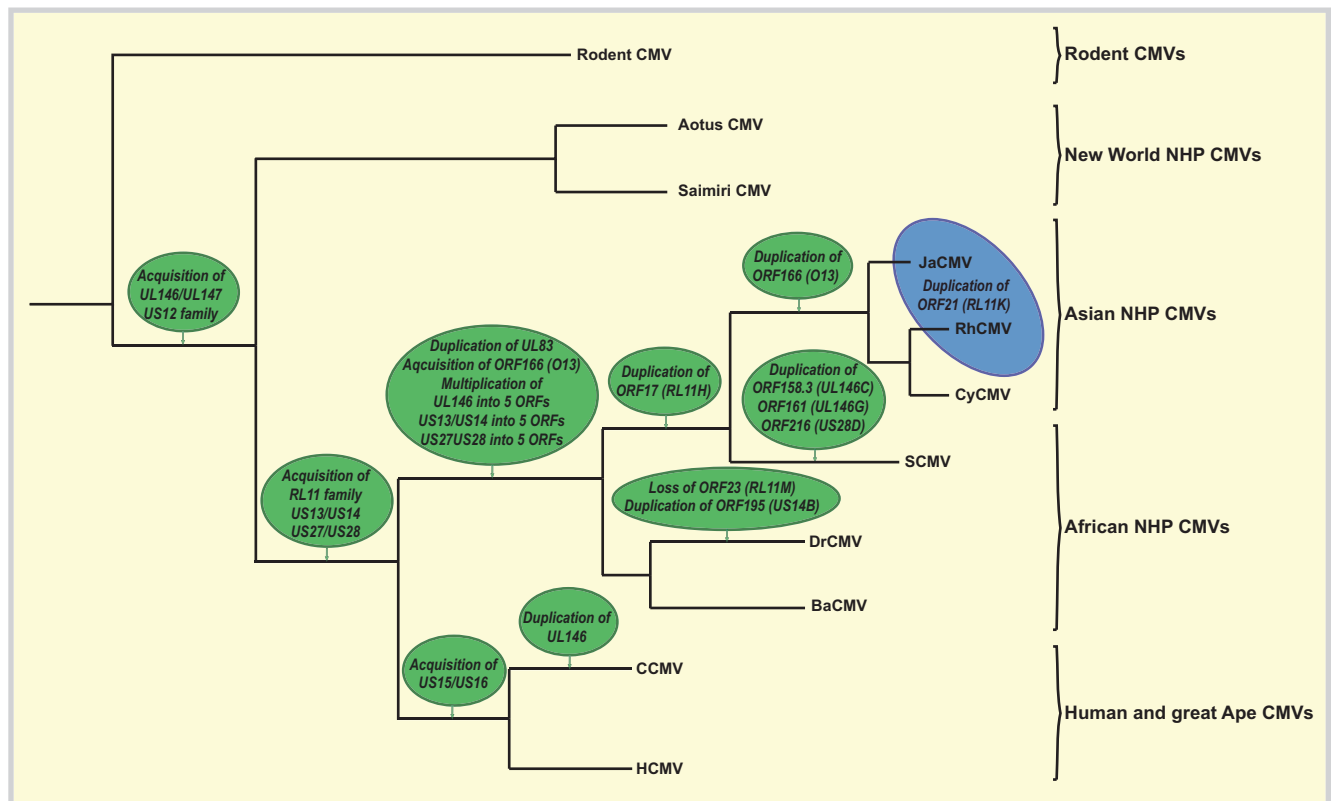 Rodent CMV
Rodent CMVs
Aotus CMV
New World NHP CMVs
Saimiri CMV
Acquisition of
UL146/UL147
US12 family
Duplication of
ORF166 (O13)
JaCMV
Duplication of
ORF21 (RL11K)
RhCMV
CyCMV
Asian NHP CMVs
Duplication of UL83
Aqcuisition of ORF166 (O13)
Multiplication of
UL146 into 5 ORFs
US13/US14 into 5 ORFs
US27US28 into 5 ORFs
Duplication of
ORF17 (RL11H)
Duplication of
ORF158.3 (UL146C)
ORF161 (UL146G)
ORF216 (US28D)
SCMV
Acquisition of
RL11 family
US13/US14
US27/US28
Loss of ORF23 (RL11M)
Duplication of ORF195 (US14B)
DrCMV
BaCMV
African NHP CMVs
Duplication of
UL146
Acquisition of
US15/US16
CCMV
HCMV
Human and great Ape CMVs